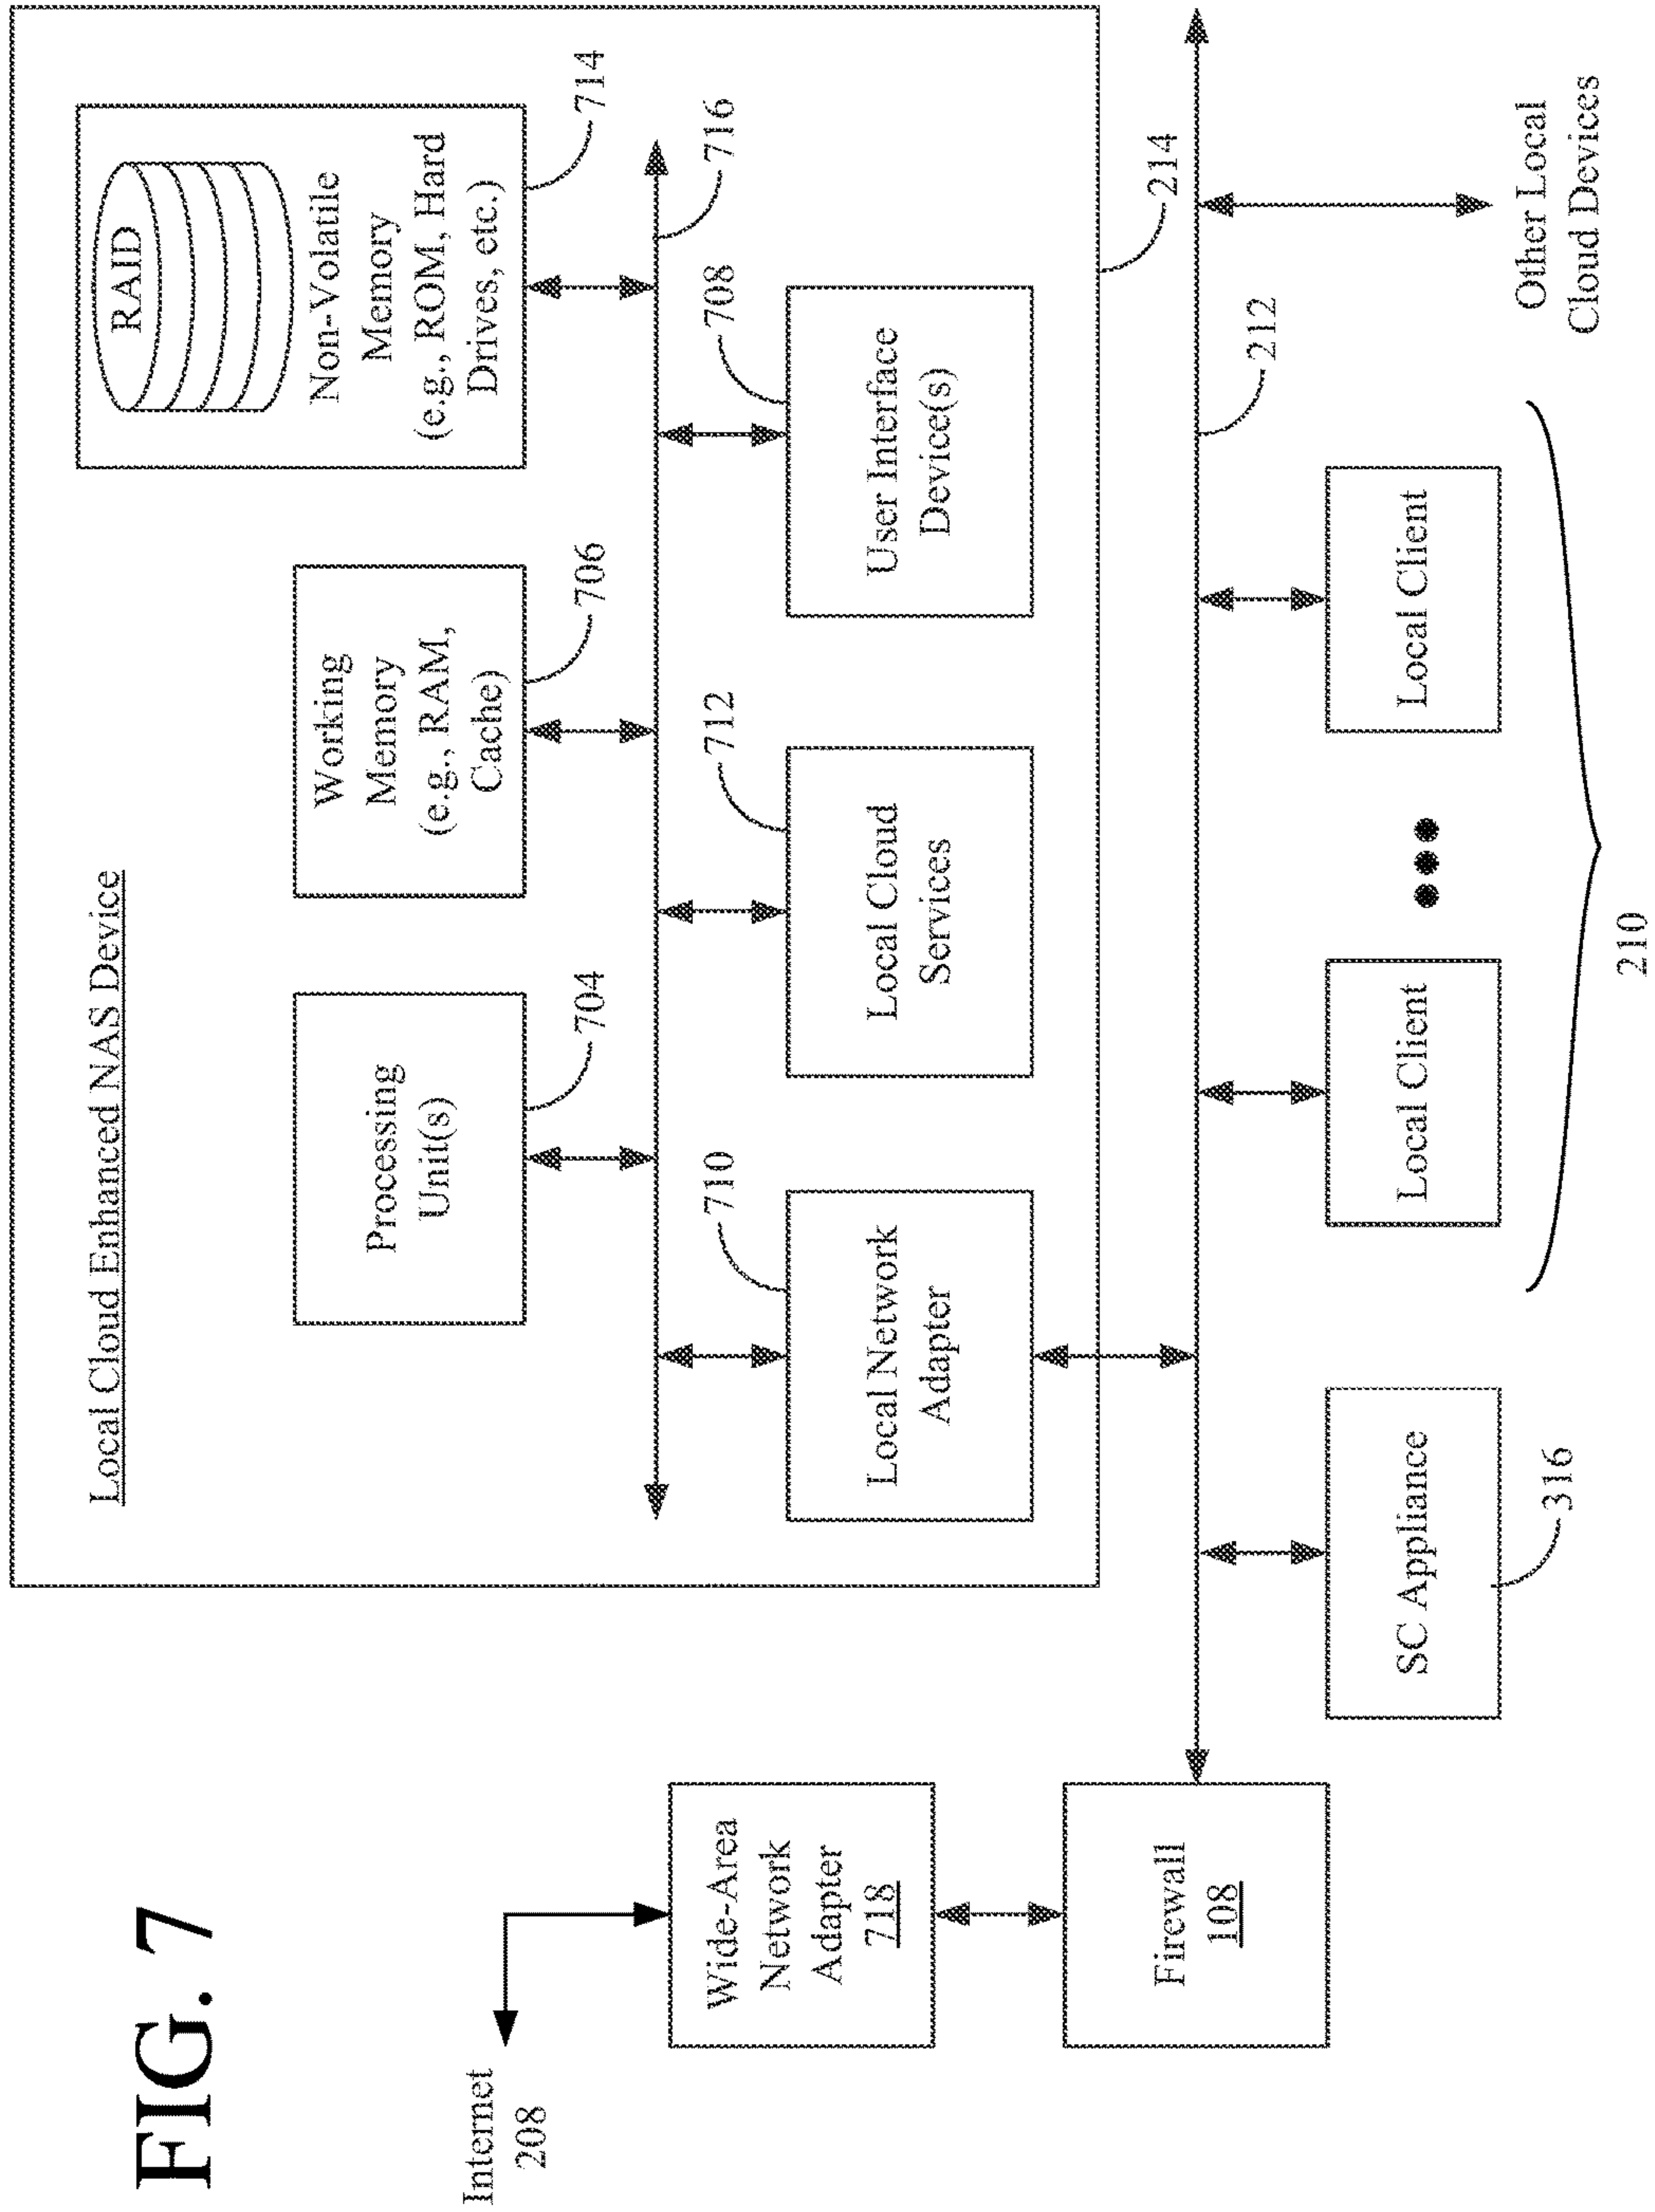 FIG. 7
Local Cloud Enhanced NAS Device
RAID
Non-Volatile
Memory
(e.g., ROM, Hard
Drives, etc.)
714
Working
Memory
(e.g., RAM,
Cache)
706
Processing
Unit(s)
704
716
710
Local Network
Adapter
712
Local Cloud
Services
708
User Interface
Device(s)
214
Internet
208
Wide-Area
Network
Adapter
718
Firewall
108
212
SC Appliance
316
Local Client
Local Client
210
Other Local
Cloud Devices